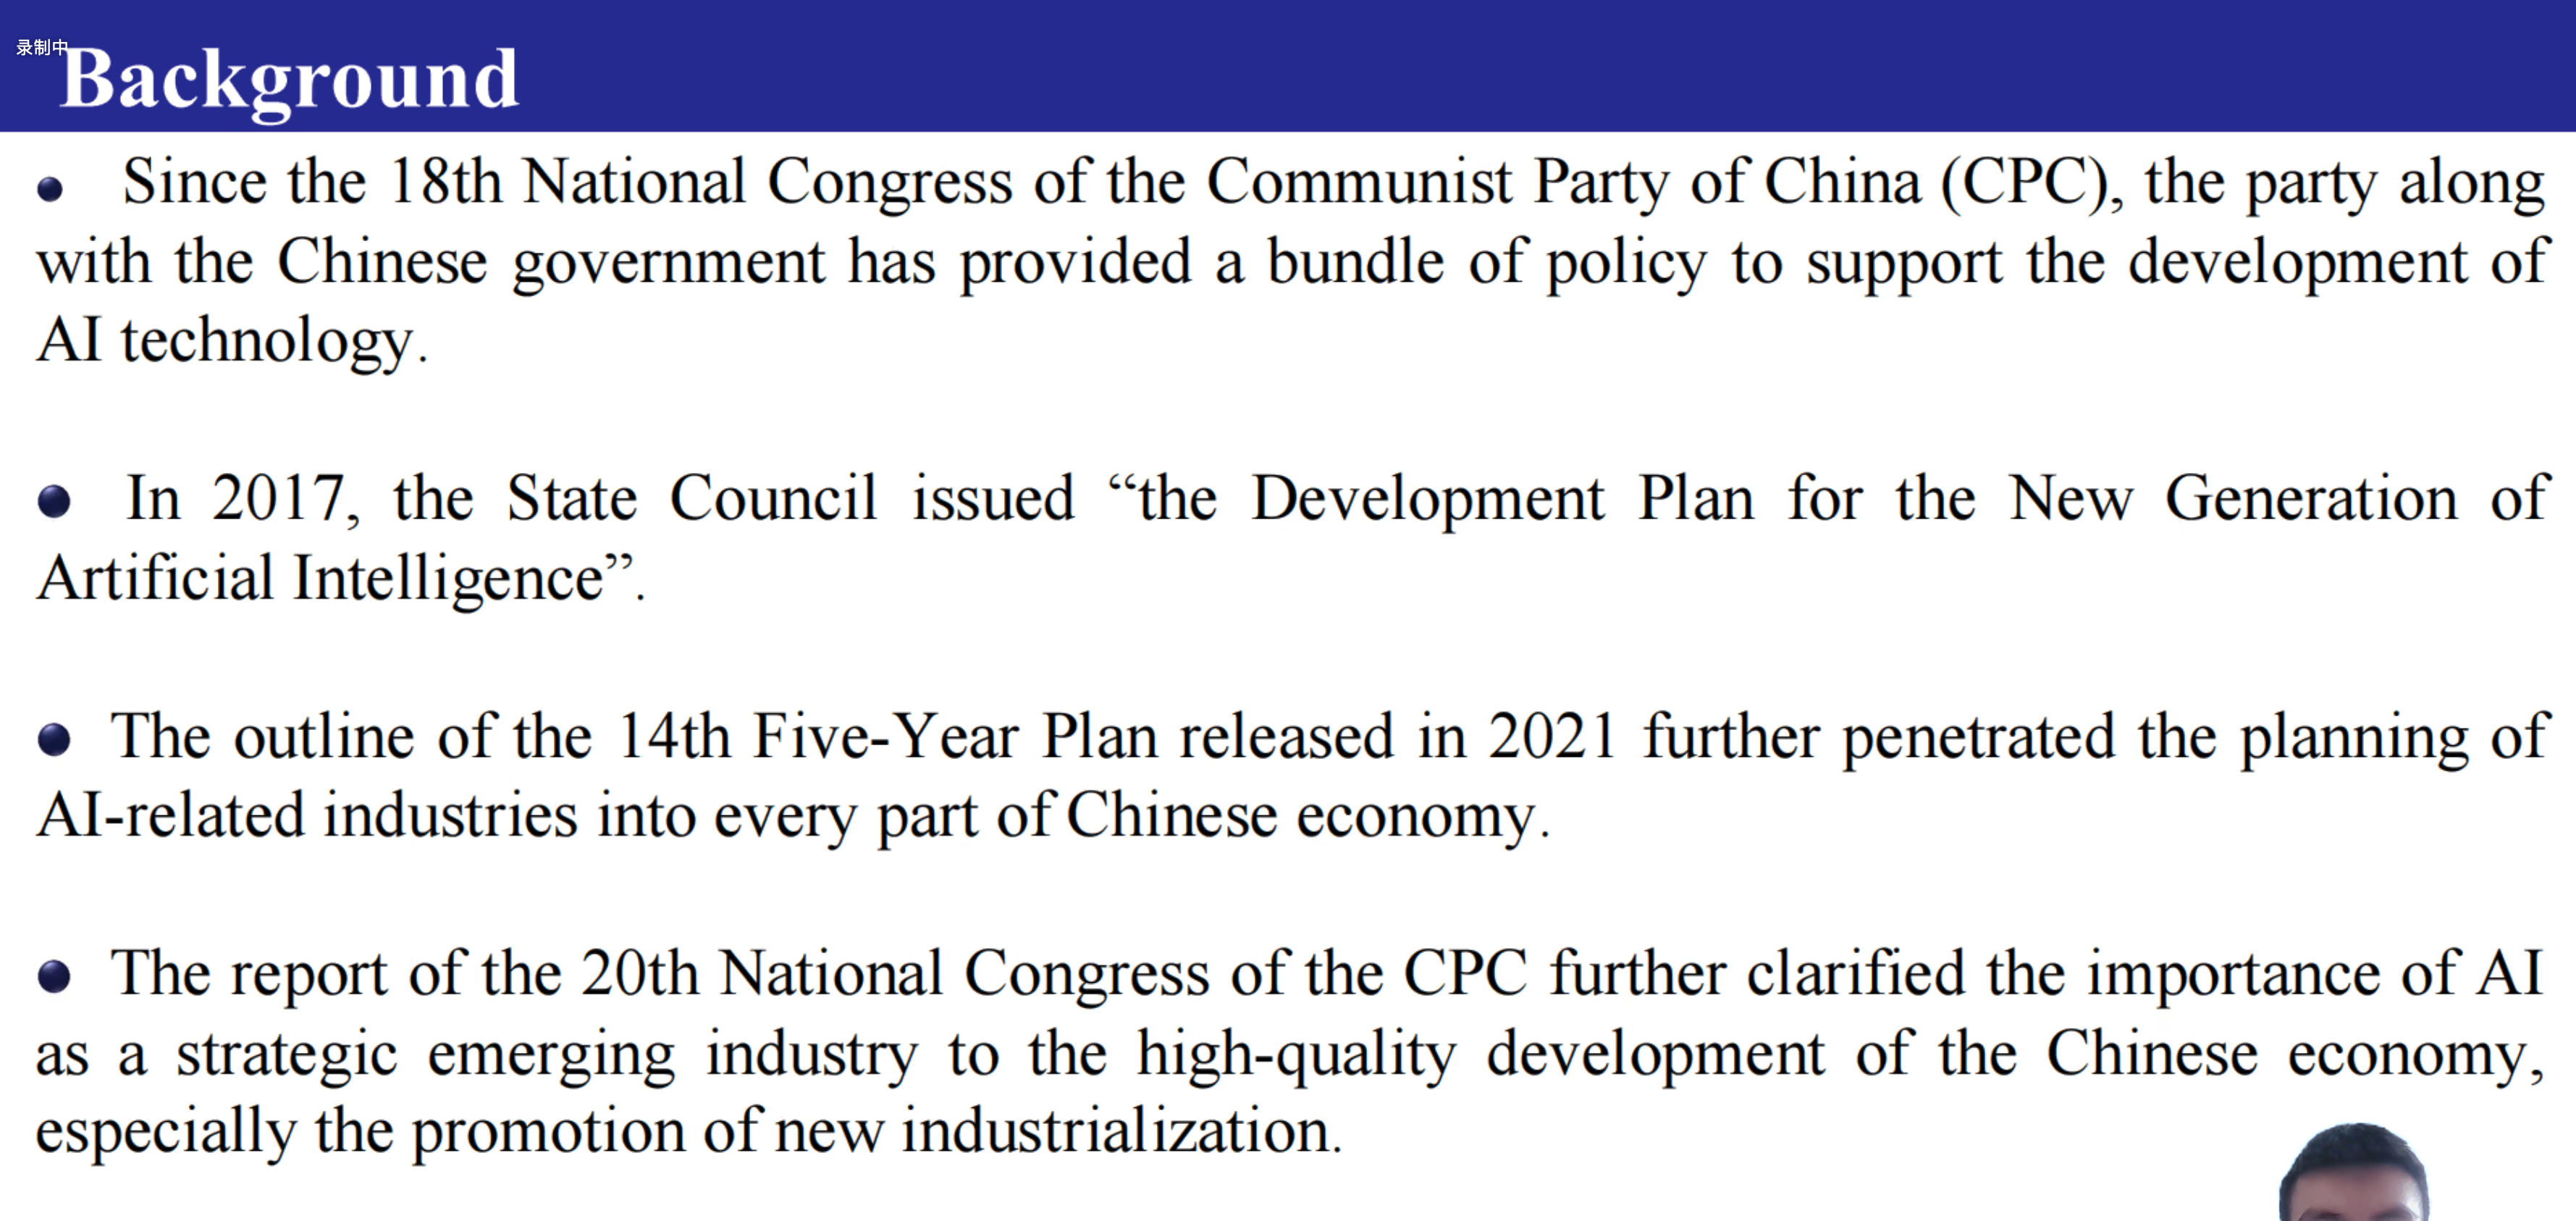 录制中
Background
Since the 18th National Congress of the Communist Party of China (CPC), the party along
with the Chinese government has provided a bundle of policy to support the development of
AI technology.
In 2017, the State Council issued “the Development Plan for the New Generation of
Artificial Intelligence”.
The outline of the 14th Five-Year Plan released in 2021 further penetrated the planning of
AI-related industries into every part of Chinese economy.
The report of the 20th National Congress of the CPC further clarified the importance of AI
as a strategic emerging industry to the high-quality development of the Chinese economy,
especially the promotion of new industrialization.